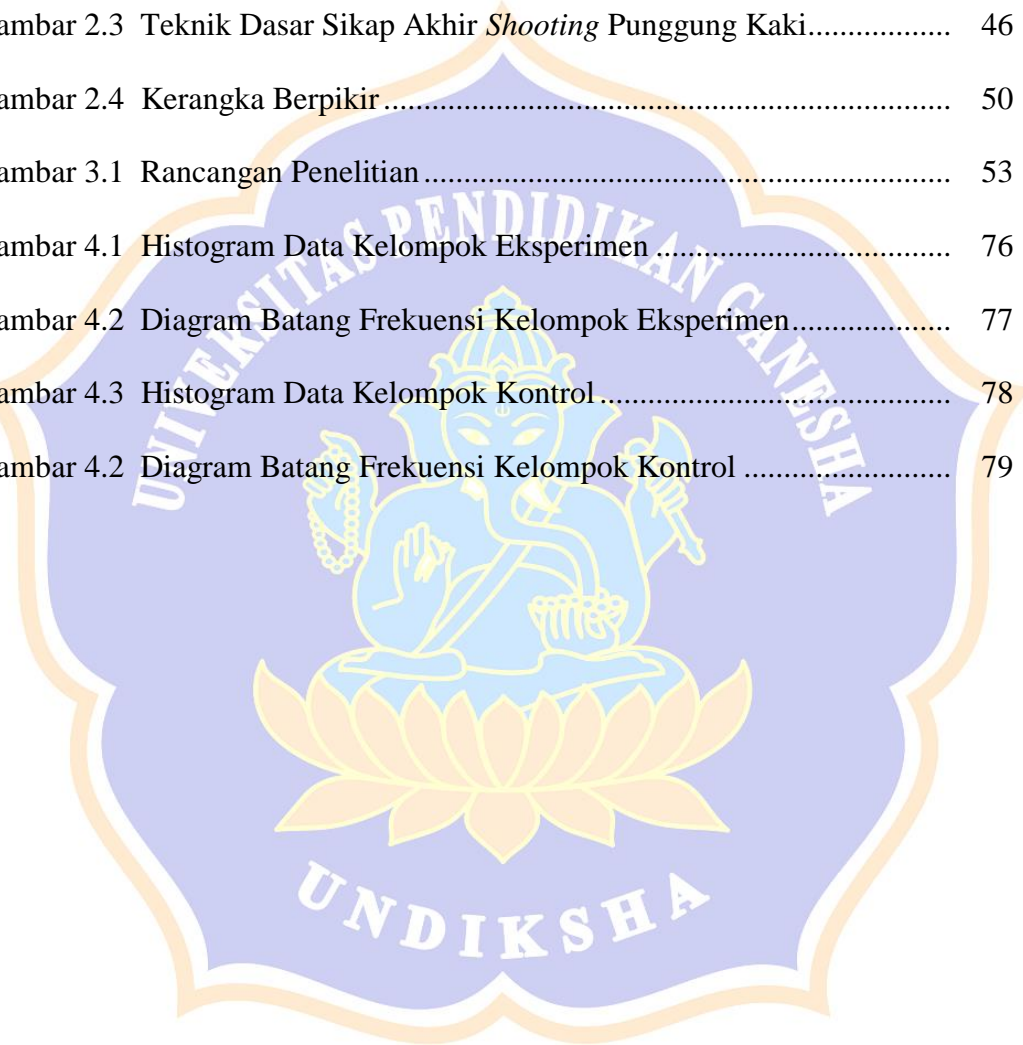 ambar 2.3 Teknik Dasar Sikap Akhir Shooting Punggung Kaki.................. 46
ambar 2.4 Kerangka Berpikir....................................................................... 50
ambar 3.1 Rancangan Penelitian.................................................................. 53
ambar 4.1 Histogram Data Kelompok Eksperimen ..................................... 76
ambar 4.2 Diagram Batang Frekuensi Kelompok Eksperimen.................... 77
ambar 4.3 Histogram Data Kelompok Kontrol............................................ 78
ambar 4.2 Diagram Batang Frekuensi Kelompok Kontrol .......................... 79
UNIVERSITAS PENDIDIKAN GANESHA
UNDIKSHA